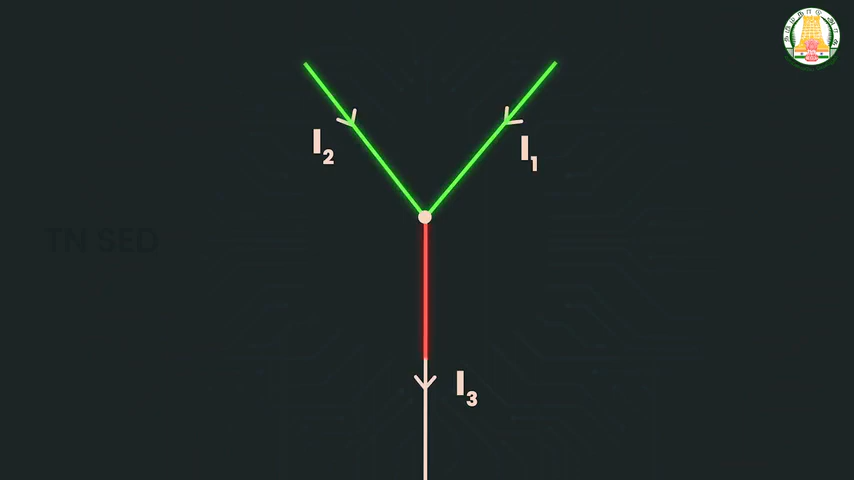 I₂
I₁
TN SED
I₃